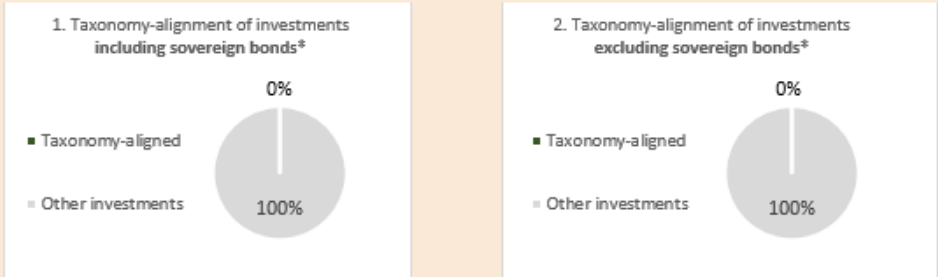 1. Taxonomy-alignment of investments
including sovereign bonds*
0%
Taxonomy-aligned
Other investments
100%
2. Taxonomy-alignment of investments
excluding sovereign bonds*
0%
Taxonomy-aligned
Other investments
100%